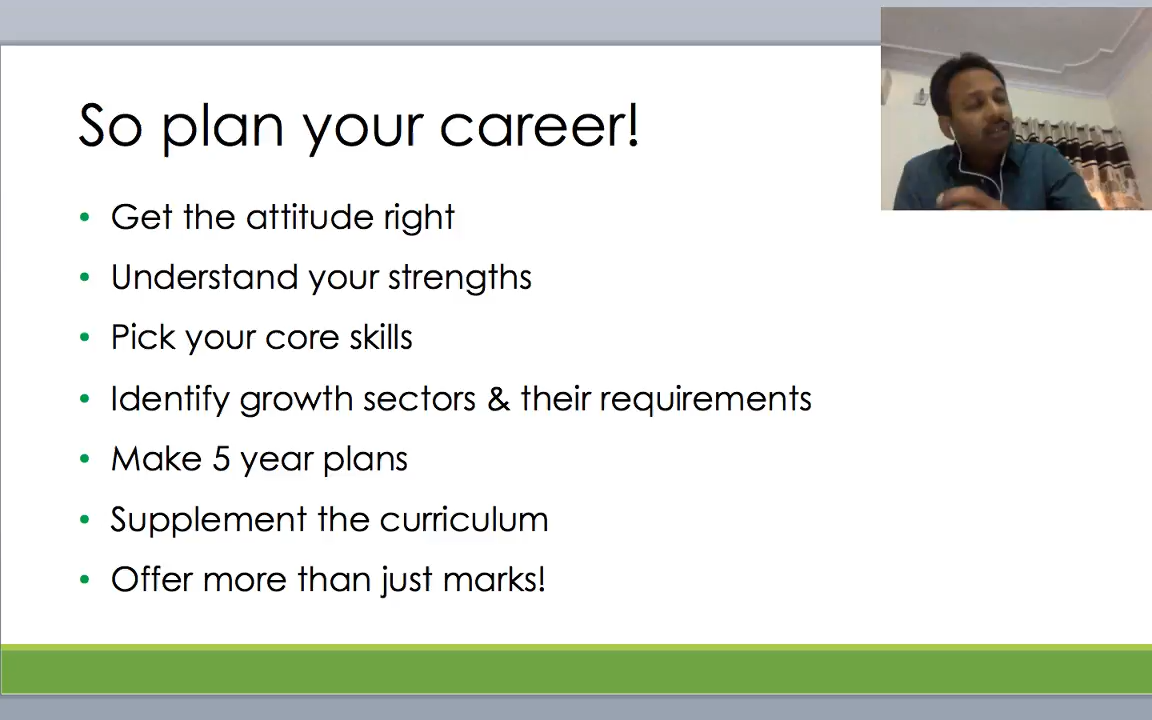 So plan your career!
• Get the attitude right
• Understand your strengths
• Pick your core skills
• Identify growth sectors & their requirements
• Make 5 year plans
• Supplement the curriculum
• Offer more than just marks!